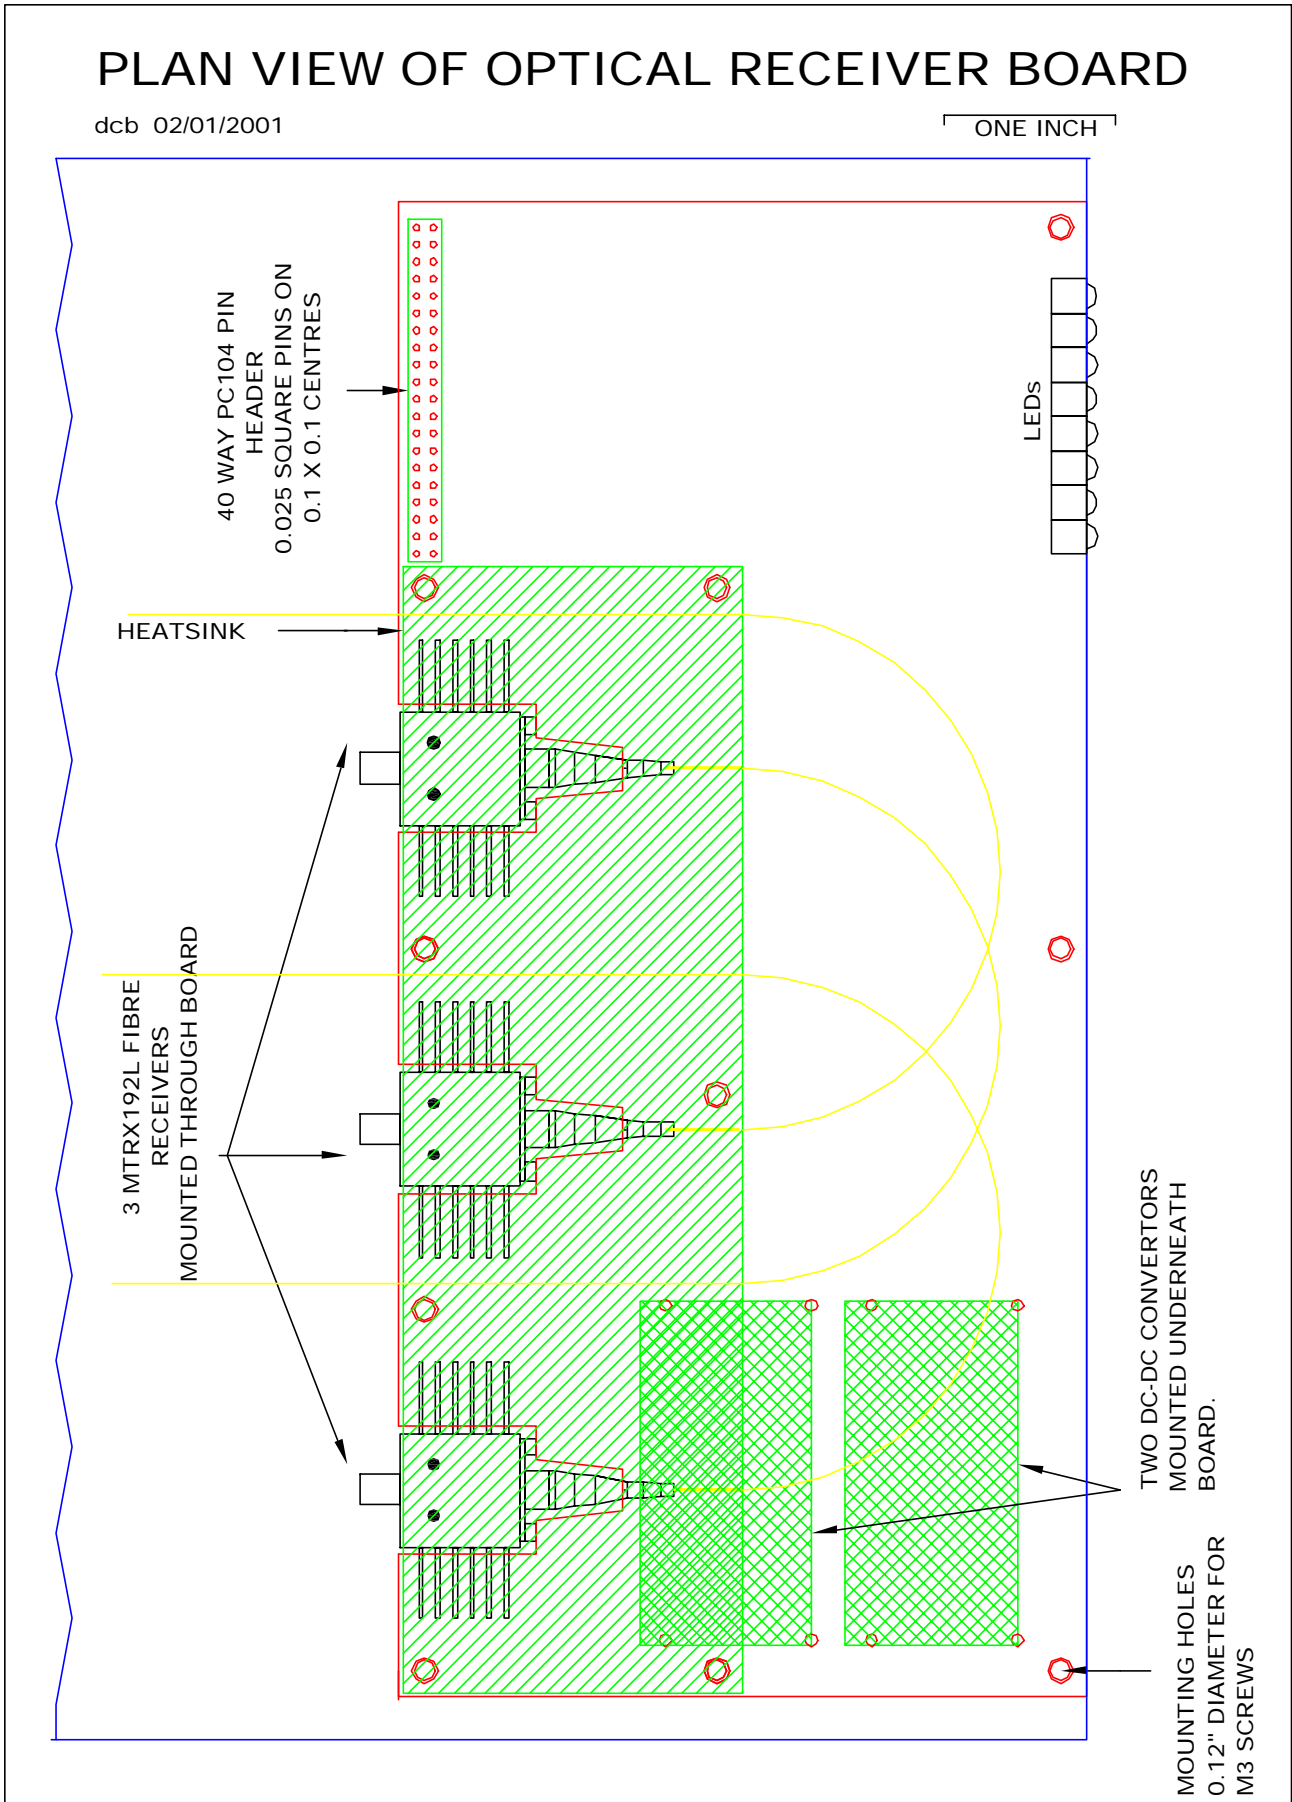 PLAN VIEW OF OPTICAL RECEIVER BOARD
dcb 02/01/2001
ONE INCH
40 WAY PC104 PIN
HEADER
0.025 SQUARE PINS ON
0.1 X 0.1 CENTRES
LEDs
HEATSINK
3 MTRX192L FIBRE
RECEIVERS
MOUNTED THROUGH BOARD
TWO DC-DC CONVERTORS
MOUNTED UNDERNEATH
BOARD.
MOUNTING HOLES
0.12" DIAMETER FOR
M3 SCREWS